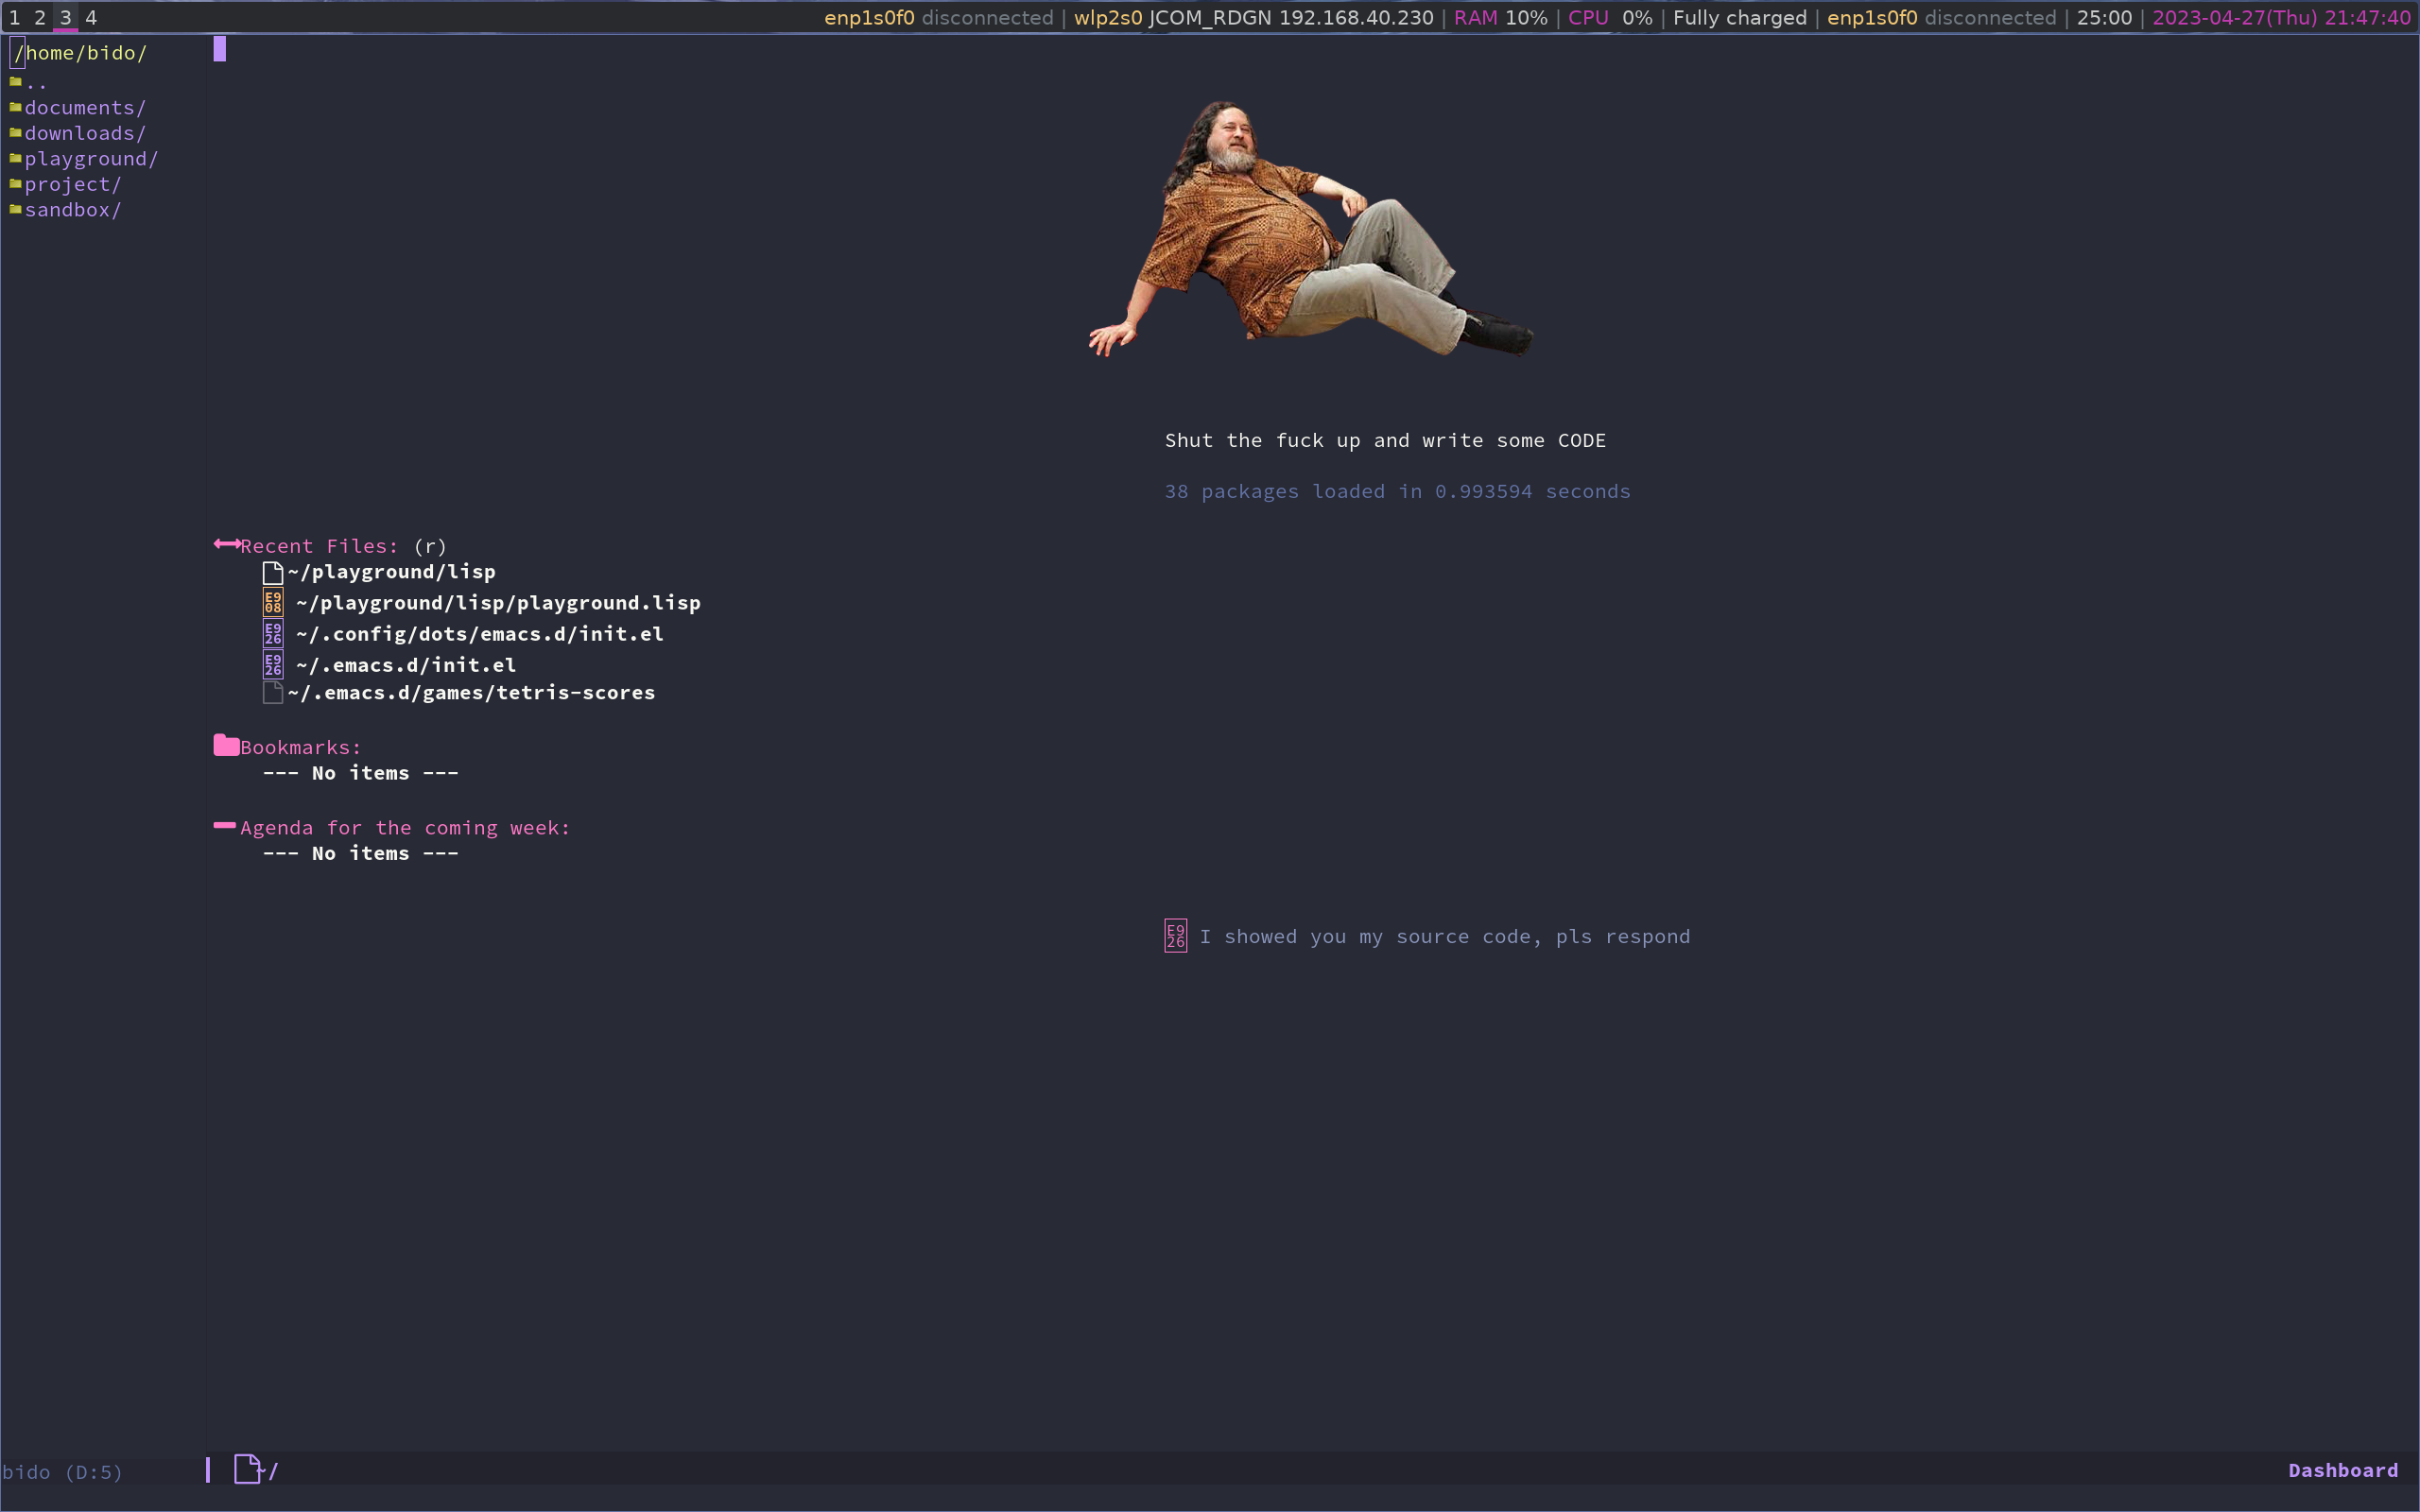 1 2 3 4 enp1s0f0 disconnected | wlp2s0 JCOM_RDGN 192.168.40.230 | RAM 10% | CPU 0% | Fully charged | enp1s0f0 disconnected | 25:00 | 2023-04-27(Thu) 21:47:40
/home/bido/
..
documents/
downloads/
playground/
project/
sandbox/
Shut the fuck up and write some CODE
38 packages loaded in 0.993594 seconds
Recent Files: (r)
~/playground/lisp
E908 ~/playground/lisp/playground.lisp
E926 ~/.config/dots/emacs.d/init.el
E926 ~/.emacs.d/init.el
~/.emacs.d/games/tetris-scores
Bookmarks:
--- No items ---
Agenda for the coming week:
--- No items ---
E926 I showed you my source code, pls respond
bido (D:5)
~/
Dashboard